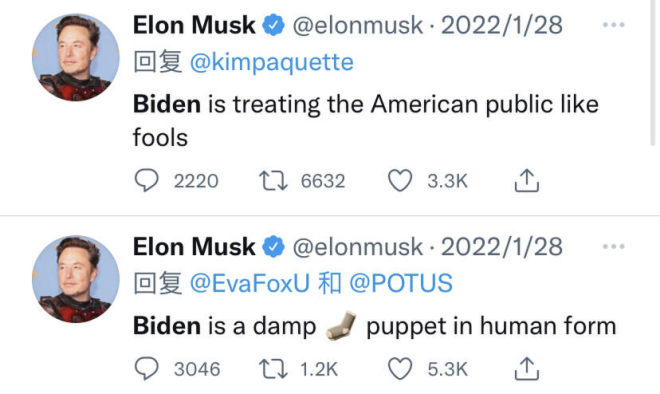 Elon Musk @elonmusk · 2022/1/28
回复 @kimpaquette
Biden is treating the American public like
fools
2220 6632 3.3K
Elon Musk @elonmusk · 2022/1/28
回复 @EvaFoxU 和 @POTUS
Biden is a damp 🧦 puppet in human form
3046 1.2K 5.3K